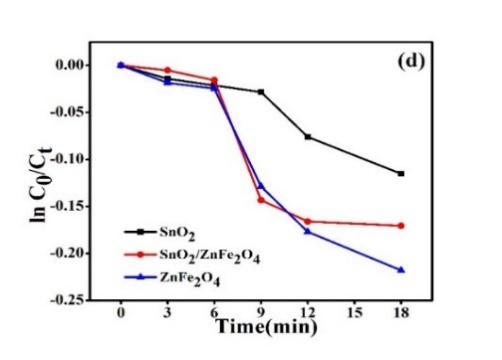 (d)
0.00
-0.05
-0.10
-0.15
-0.20
-0.25
ln C₀/Cₜ
SnO₂
SnO₂/ZnFe₂O₄
ZnFe₂O₄
0 3 6 9 12 15 18
Time(min)